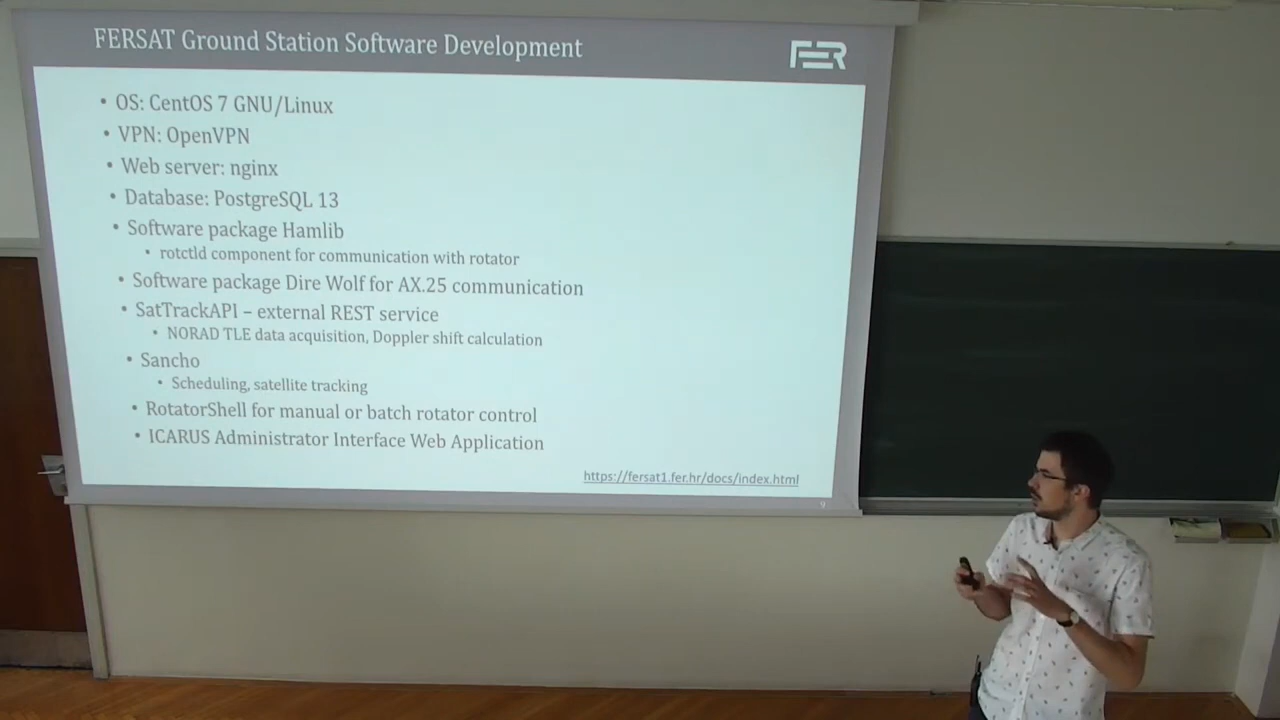 FERSAT Ground Station Software Development
FER
• OS: CentOS 7 GNU/Linux
• VPN: OpenVPN
• Web server: nginx
• Database: PostgreSQL 13
• Software package Hamlib
• rotctld component for communication with rotator
• Software package Dire Wolf for AX.25 communication
• SatTrackAPI – external REST service
• NORAD TLE data acquisition, Doppler shift calculation
• Sancho
• Scheduling, satellite tracking
• RotatorShell for manual or batch rotator control
• ICARUS Administrator Interface Web Application
https://fersat1.fer.hr/docs/index.html
9